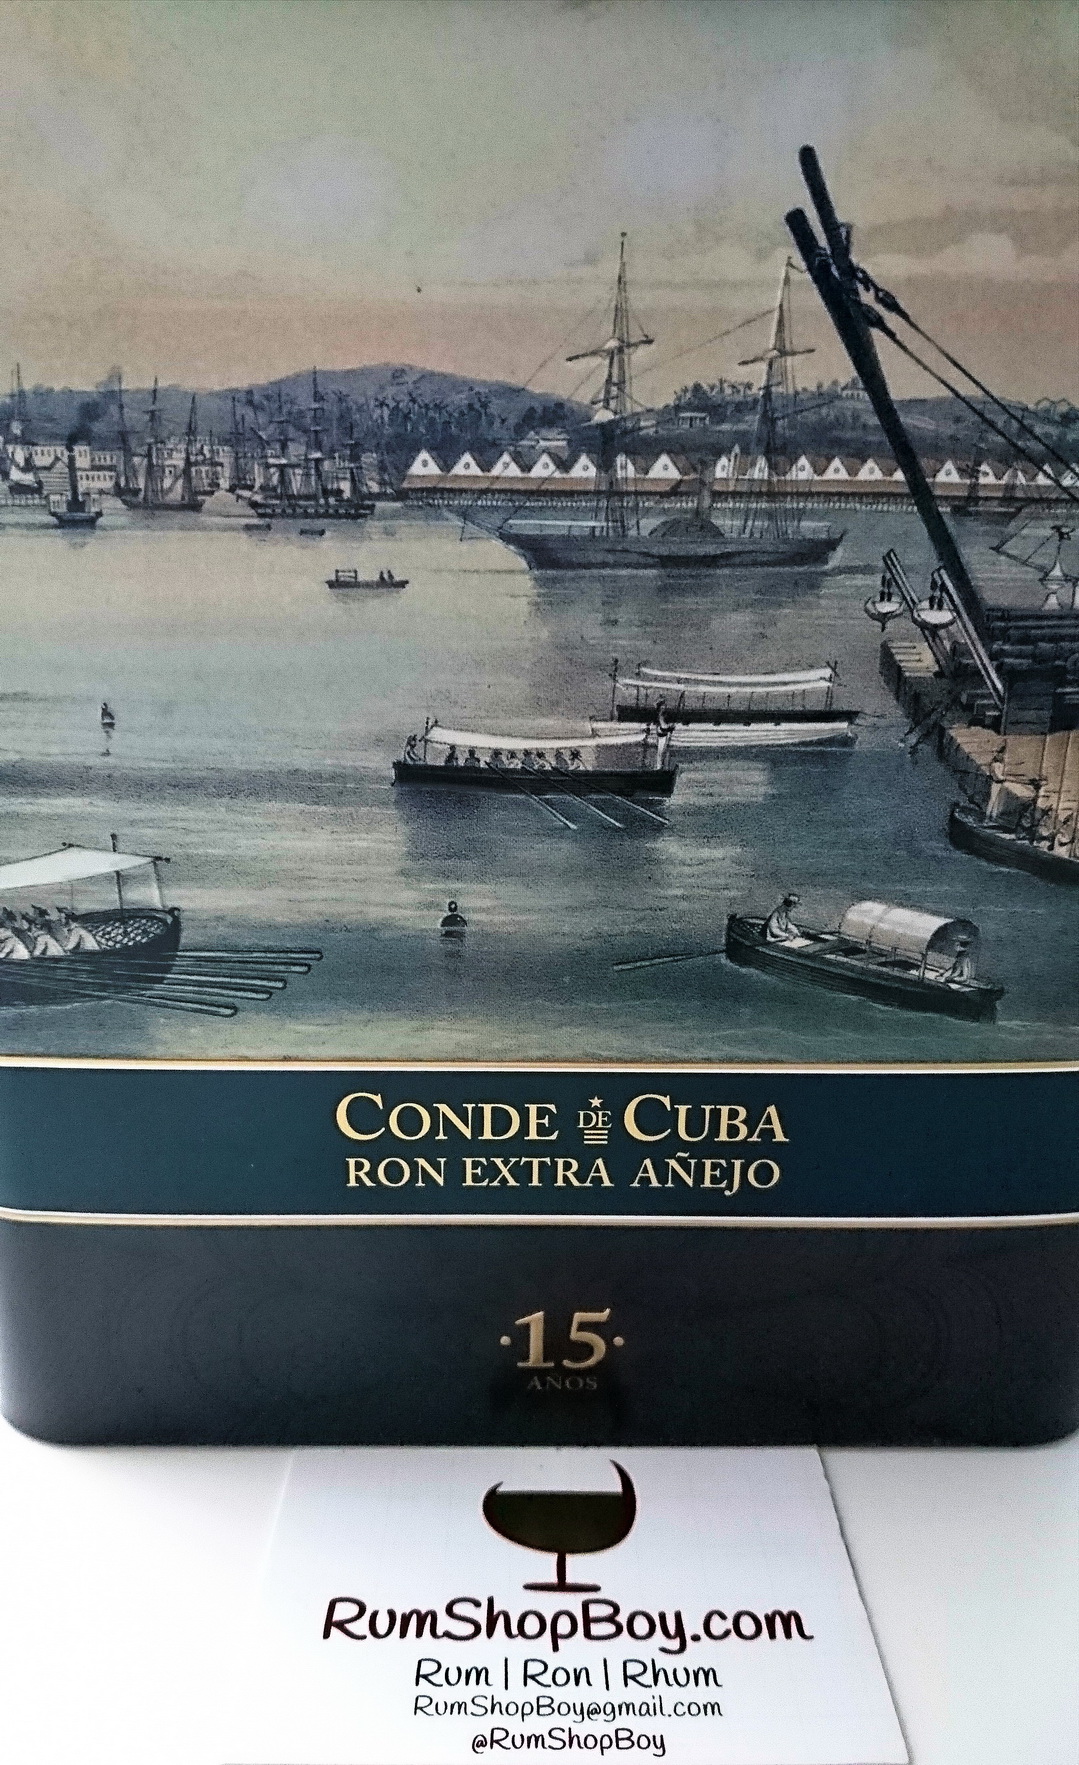 CONDE DE CUBA
RON EXTRA AÑEJO
·15·
AÑOS
RumShopBoy.com
Rum | Ron | Rhum
RumShopBoy@gmail.com
@RumShopBoy